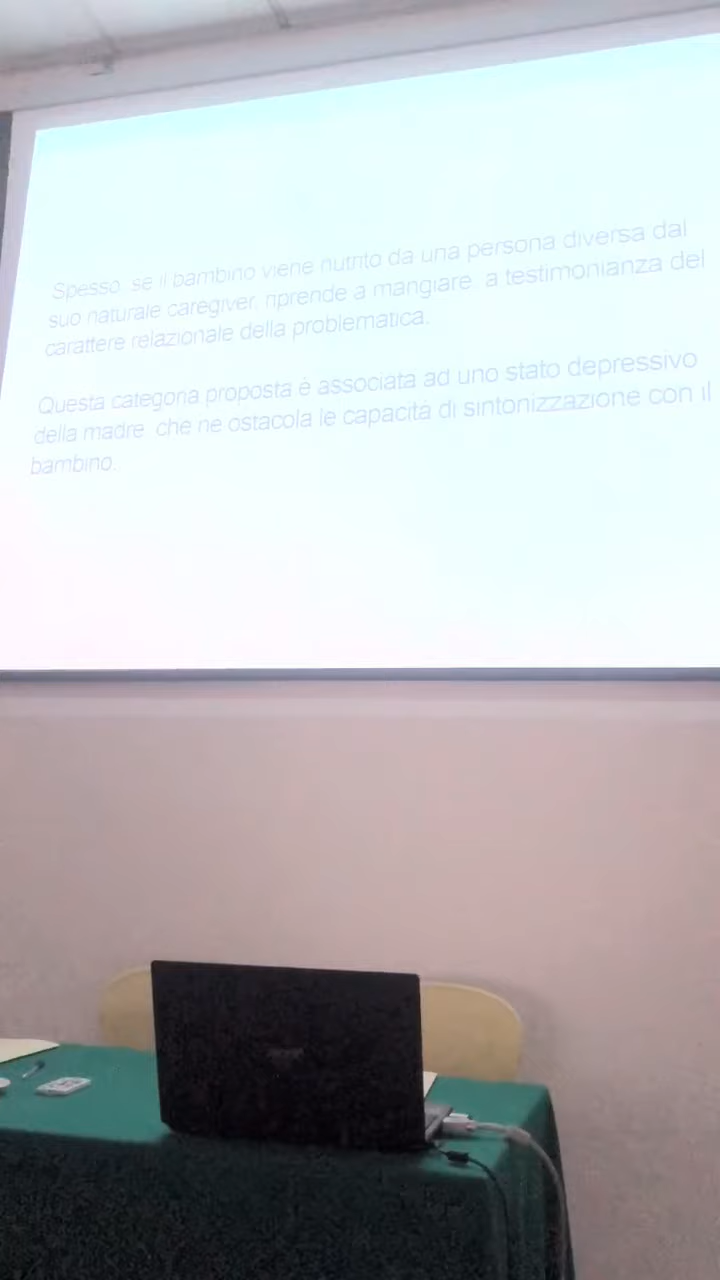 Spesso, se il bambino viene nutrito da una persona diversa dal
suo naturale caregiver, riprende a mangiare, a testimonianza del
carattere relazionale della problematica.
Questa categoria proposta è associata ad uno stato depressivo
della madre, che ne ostacola le capacità di sintonizzazione con il
bambino.